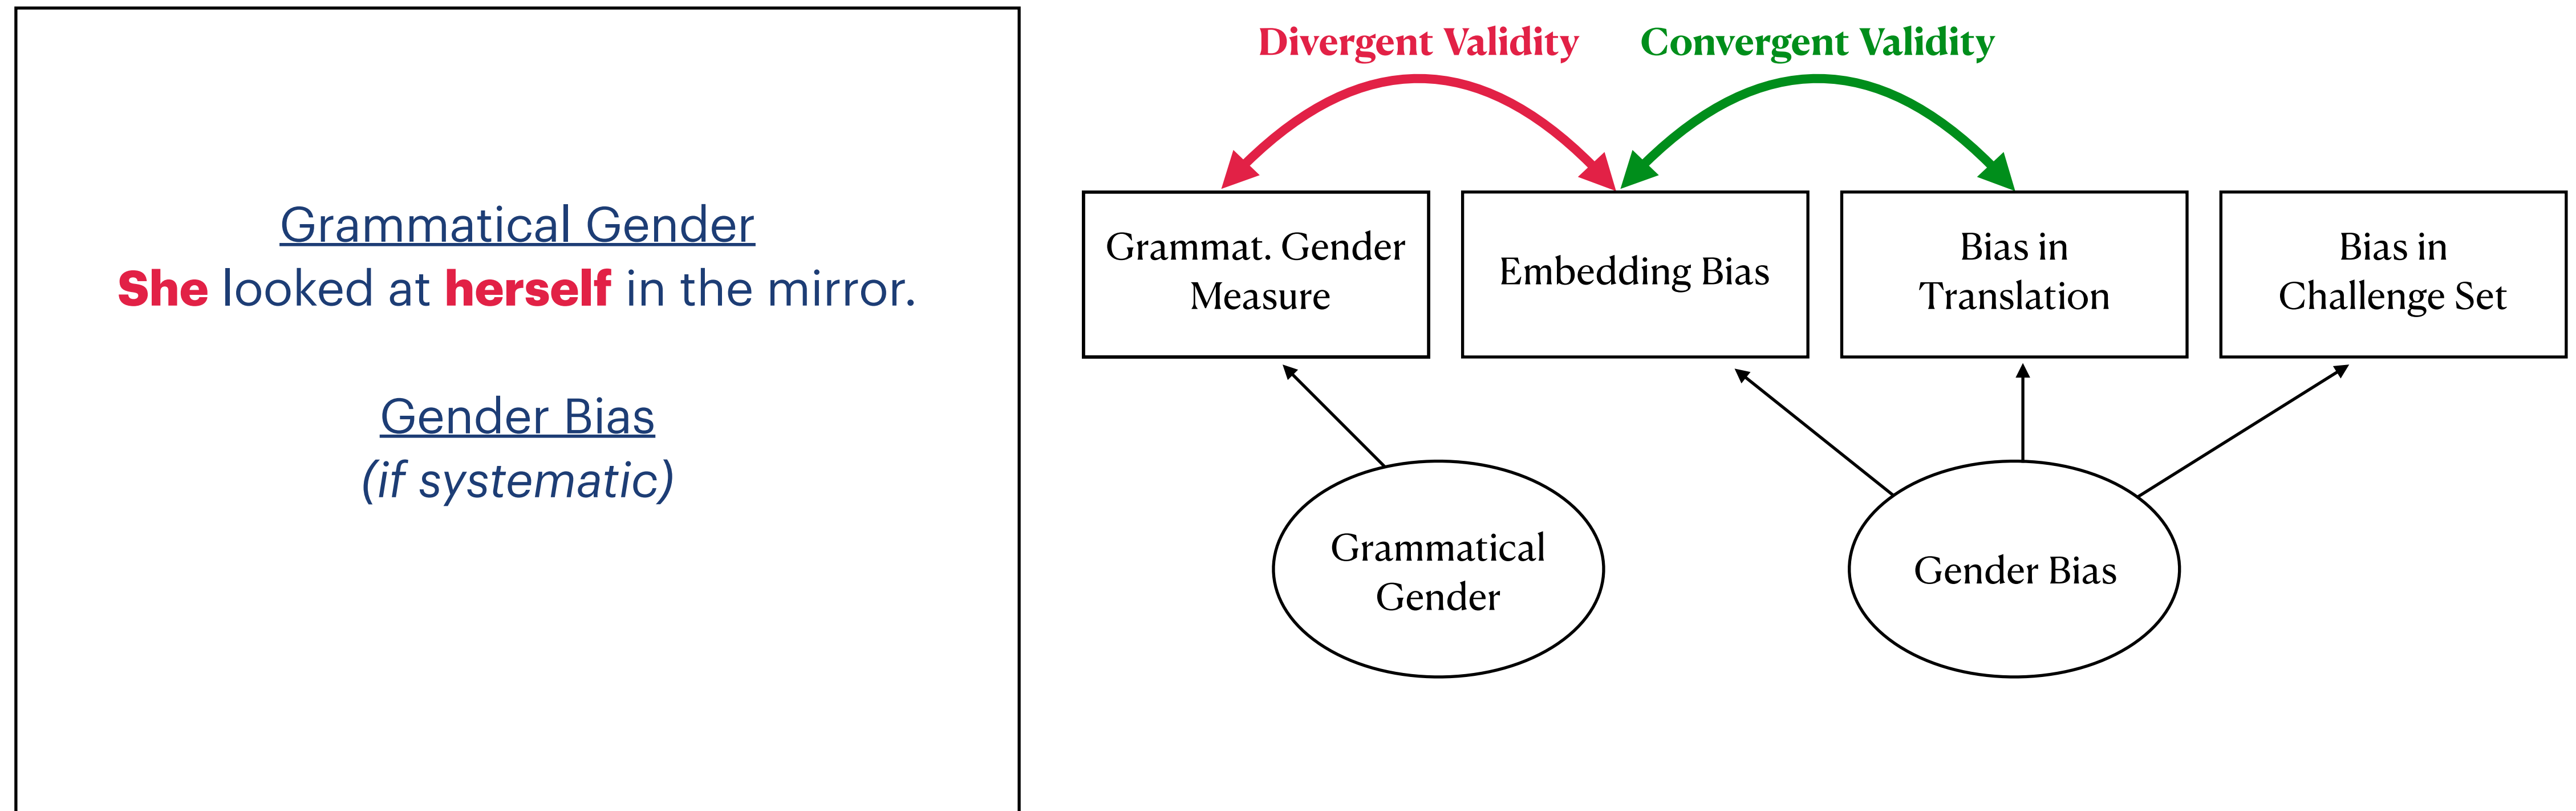 Grammatical Gender
She looked at herself in the mirror.
Gender Bias
(if systematic)
Divergent Validity
Convergent Validity
Grammat. Gender
Measure
Embedding Bias
Bias in
Translation
Bias in
Challenge Set
Grammatical
Gender
Gender Bias